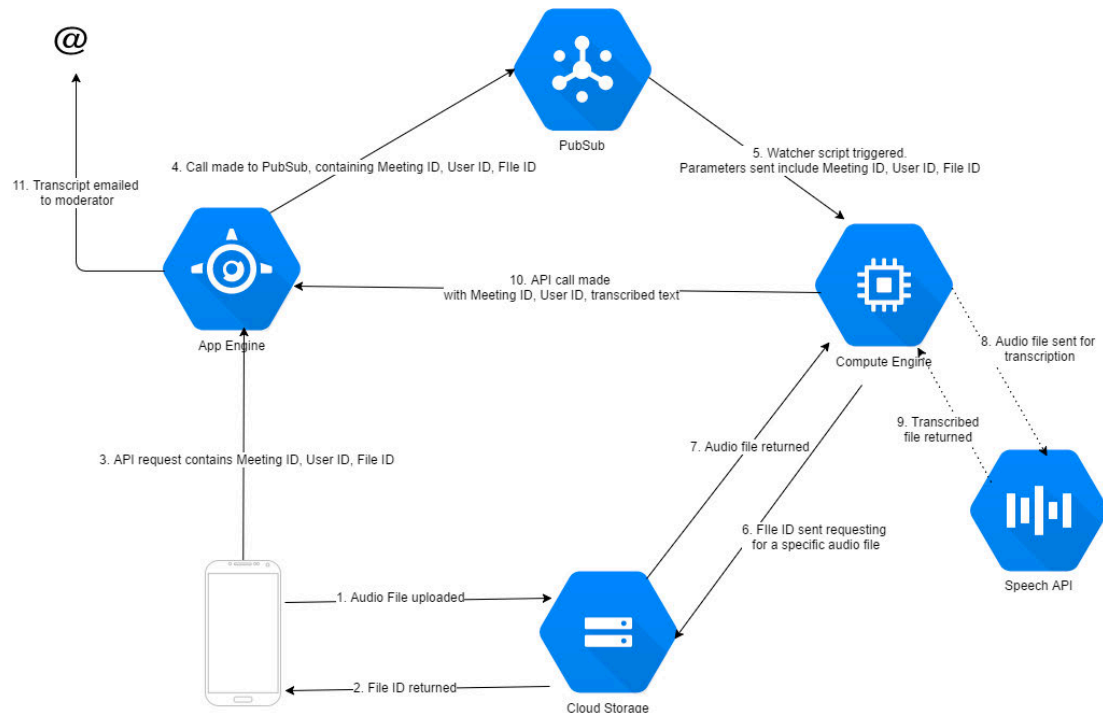 @
PubSub
4. Call made to PubSub, containing Meeting ID, User ID, FIle ID
5. Watcher script triggered.
Parameters sent include Meeting ID, User ID, File ID
11. Transcript emailed
to moderator
10. API call made
with Meeting ID, User ID, transcribed text
App Engine
Compute Engine
8. Audio file sent for
transcription
9. Transcribed
file returned
3. API request contains Meeting ID, User ID, File ID
7. Audio file returned
6. FIle ID sent requesting
for a specific audio file
Speech API
1. Audio File uploaded
2. File ID returned
Cloud Storage